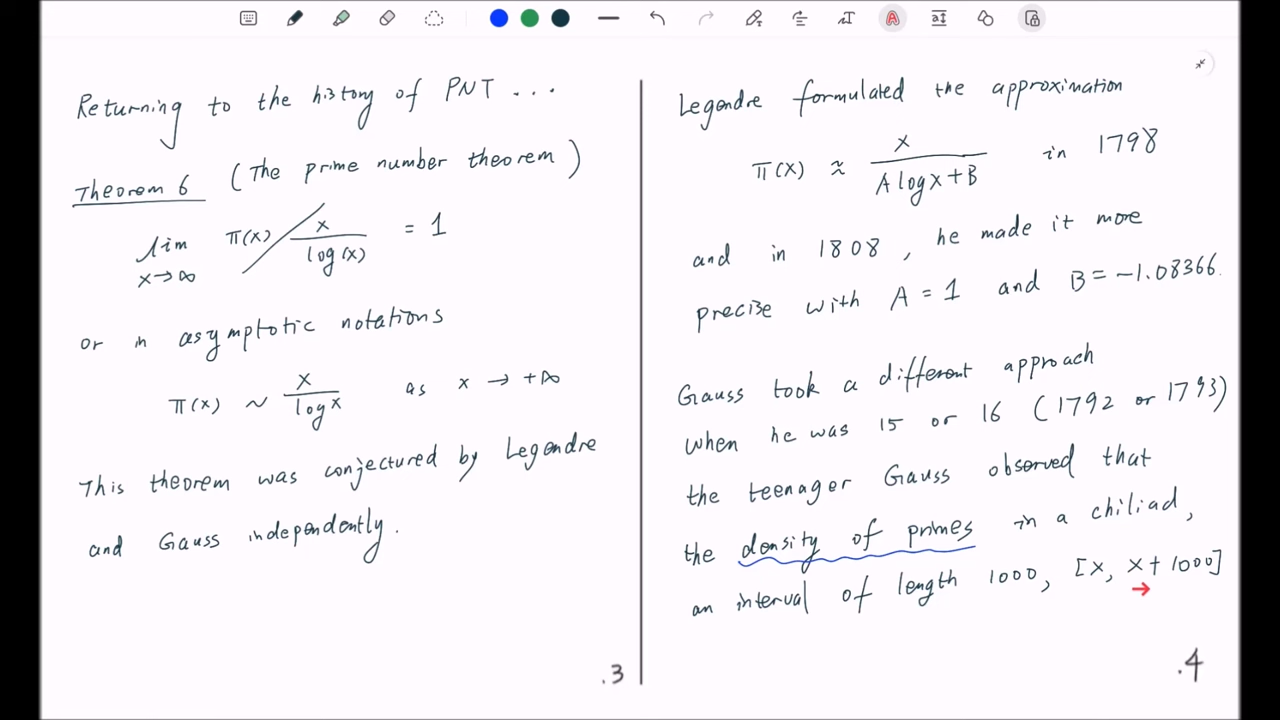 Returning to the history of PNT ...
Theorem 6 (The prime number theorem)
lim x→∞ π(x) / x/log(x) = 1
or in asymptotic notations
π(x) ~ x/log x as x → +∞
This theorem was conjectured by Legendre
and Gauss independently.
.3
Legendre formulated the approximation
π(x) ≈ x/(A log x + B) in 1798
and in 1808, he made it more
precise with A = 1 and B = -1.08366.
Gauss took a different approach
when he was 15 or 16 (1792 or 1793)
the teenager Gauss observed that
the density of primes in a chiliad,
an interval of length 1000, [x, x+1000]
.4